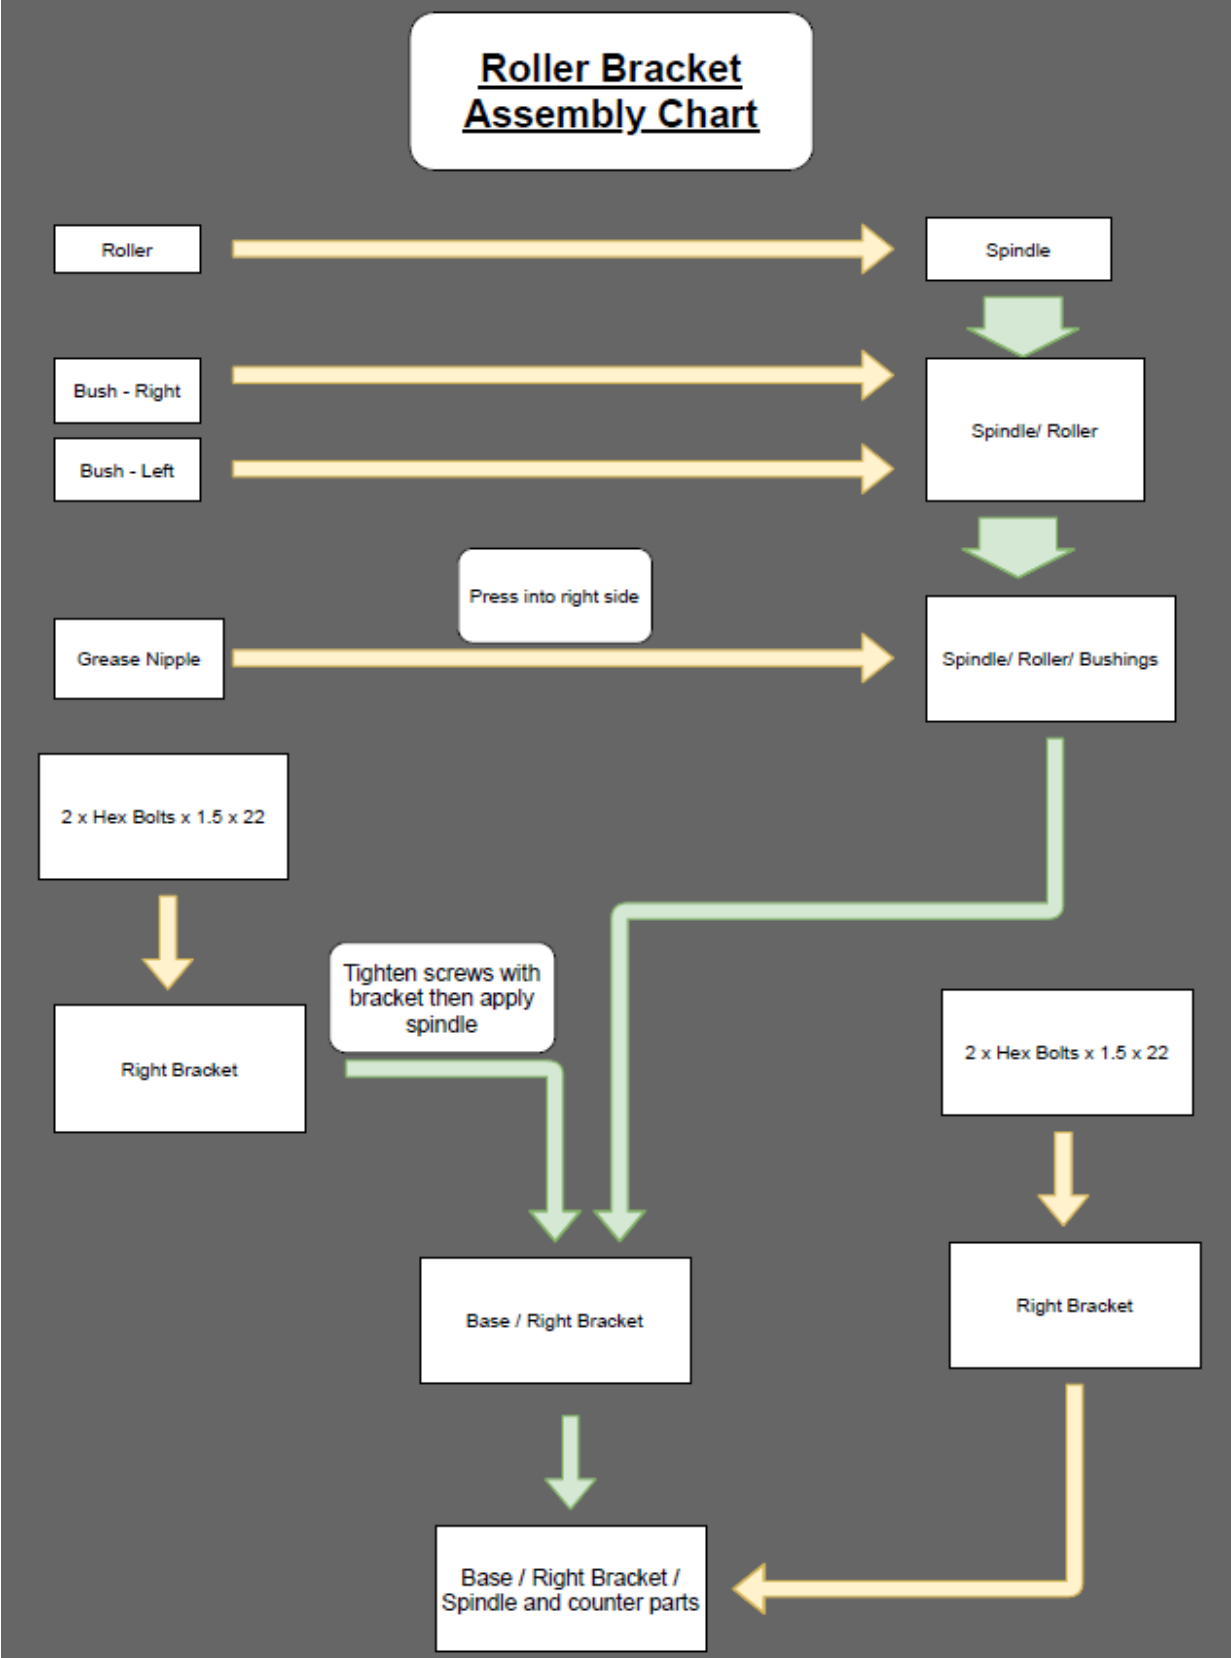 Roller Bracket
Assembly Chart
Roller
Spindle
Bush - Right
Bush - Left
Spindle/ Roller
Press into right side
Grease Nipple
Spindle/ Roller/ Bushings
2 x Hex Bolts x 1.5 x 22
Tighten screws with
bracket then apply
spindle
Right Bracket
2 x Hex Bolts x 1.5 x 22
Base / Right Bracket
Right Bracket
Base / Right Bracket /
Spindle and counter parts